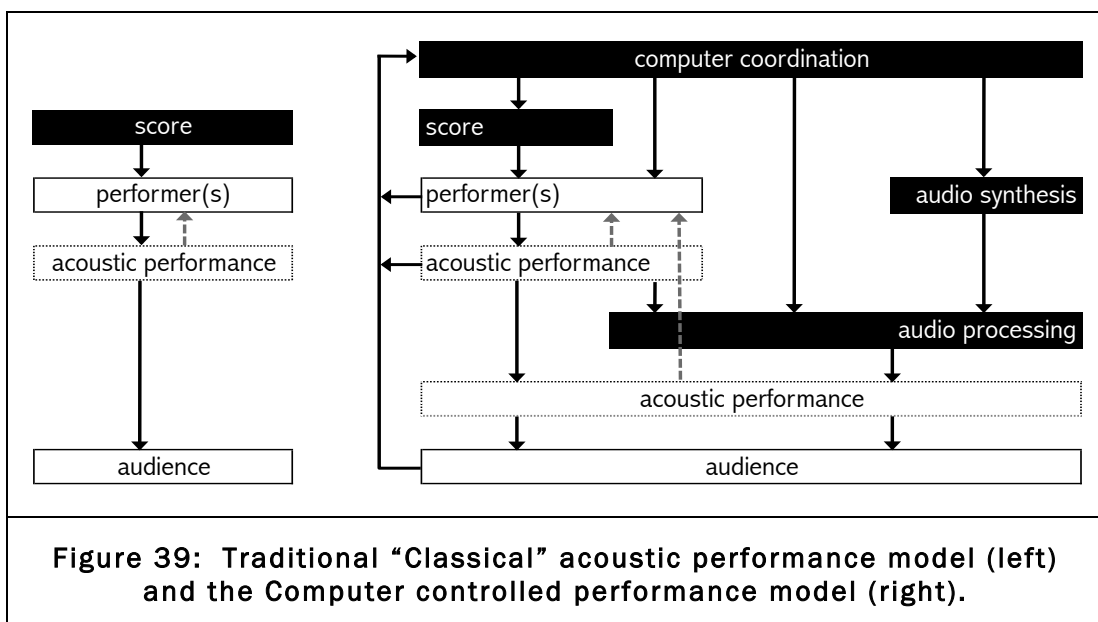 score
performer(s)
acoustic performance
audience
computer coordination
score
performer(s)
audio synthesis
acoustic performance
audio processing
acoustic performance
audience
Figure 39: Traditional “Classical” acoustic performance model (left)
and the Computer controlled performance model (right).